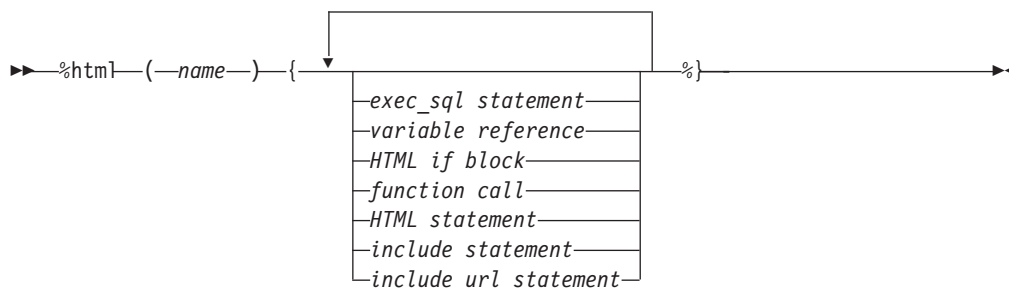 %html ( name ) { %}
exec_sql statement
variable reference
HTML if block
function call
HTML statement
include statement
include url statement